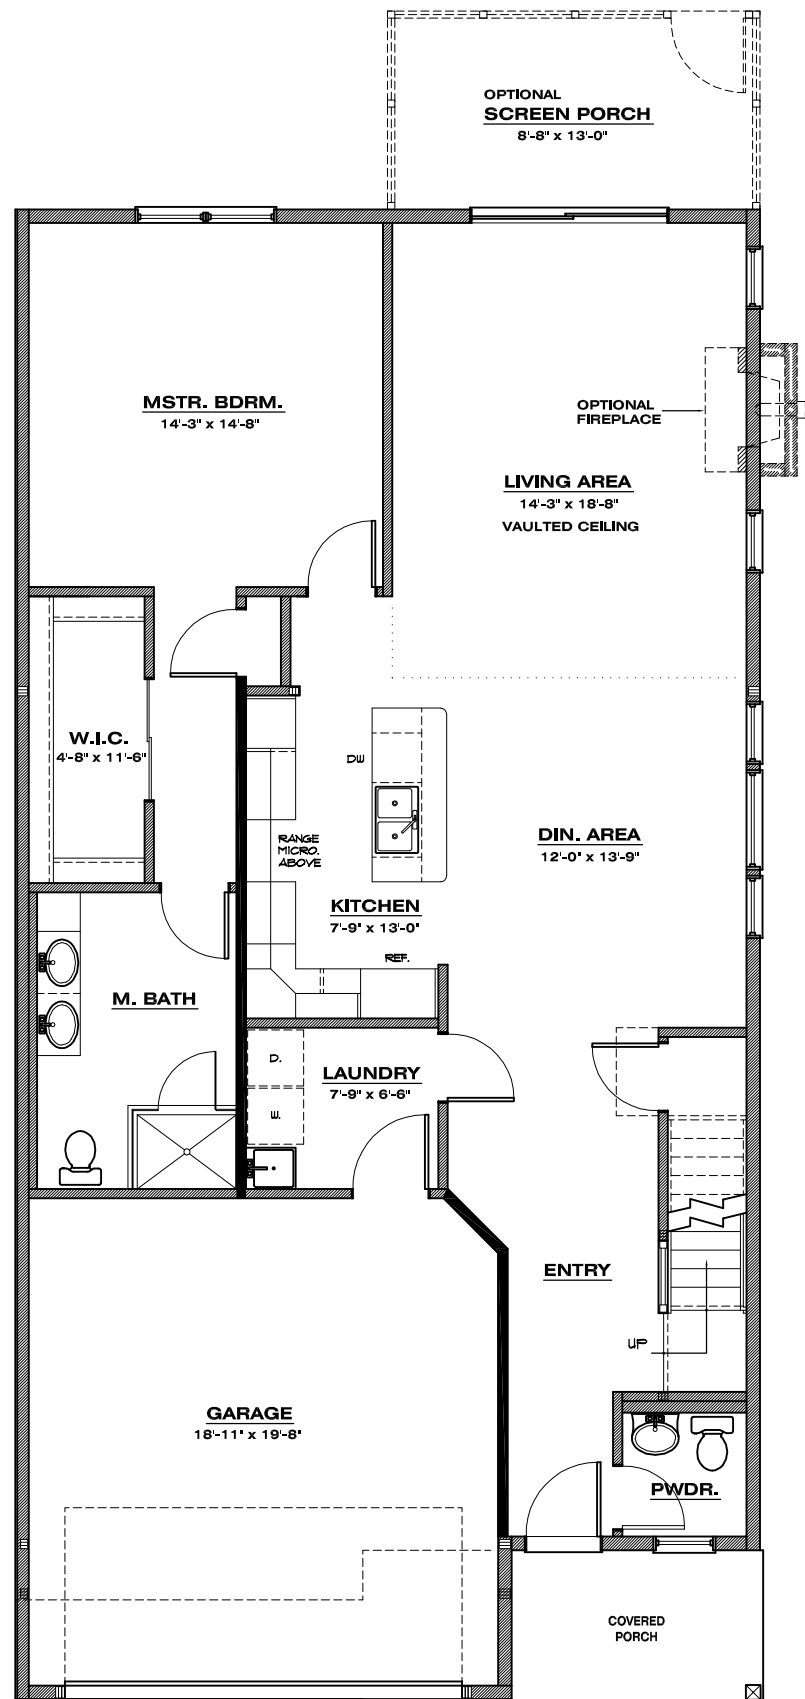 OPTIONAL
SCREEN PORCH
8'-8" x 13'-0"
MSTR. BDRM.
14'-3" x 14'-8"
OPTIONAL
FIREPLACE
LIVING AREA
14'-3" x 18'-8"
VAULTED CEILING
W.I.C.
4'-8" x 11'-6"
DW
RANGE
MICRO.
ABOVE
DIN. AREA
12'-0" x 13'-9"
KITCHEN
7'-9" x 13'-0"
REF.
M. BATH
D.
LAUNDRY
7'-9" x 6'-6"
W.
ENTRY
UP
GARAGE
18'-11" x 19'-8"
PWDR.
COVERED
PORCH